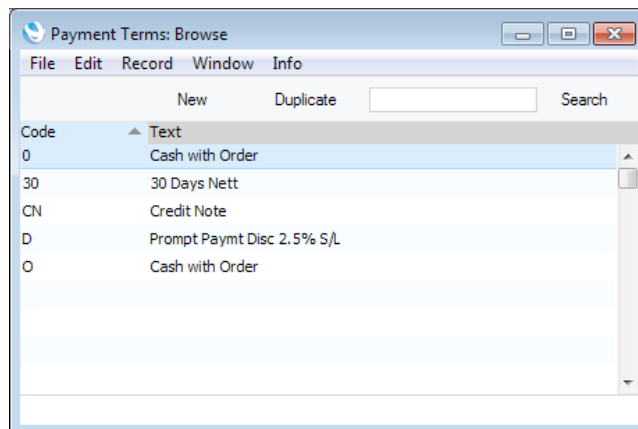 Payment Terms: Browse
File Edit Record Window Info
New Duplicate Search
Code Text
0 Cash with Order
30 30 Days Nett
CN Credit Note
D Prompt Paymt Disc 2.5% S/L
O Cash with Order